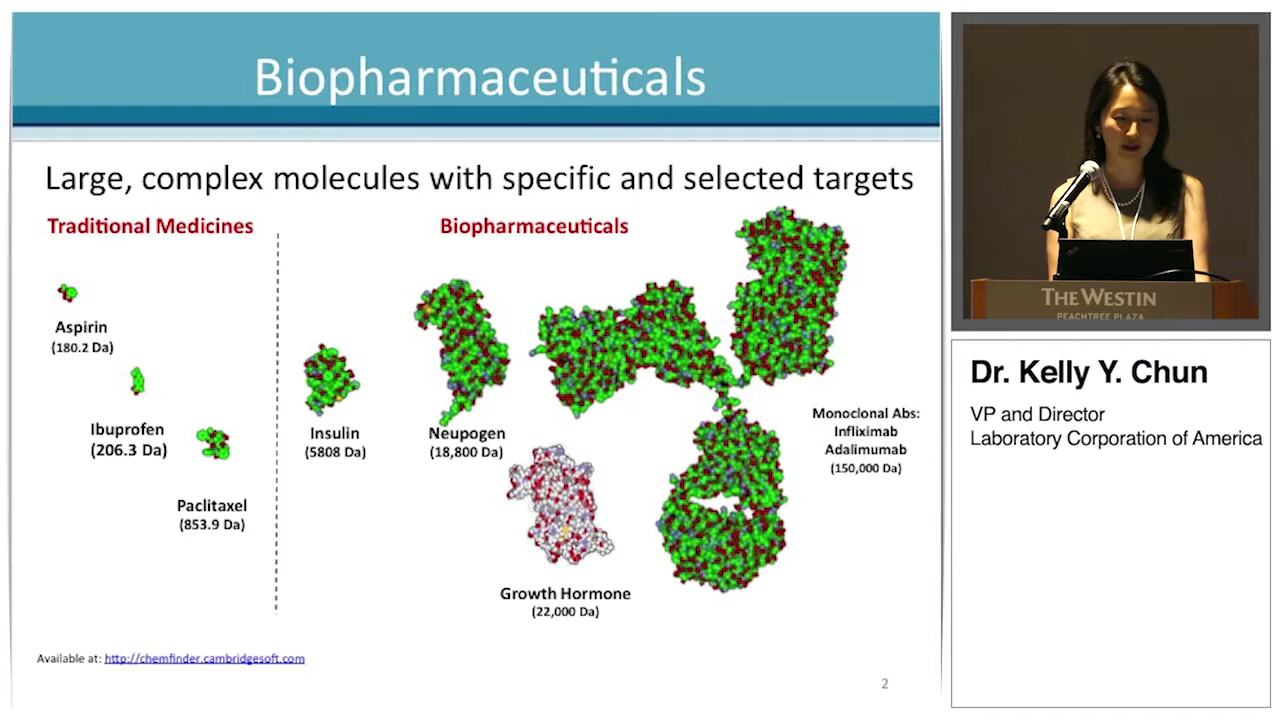 Biopharmaceuticals
Large, complex molecules with specific and selected targets
Traditional Medicines
Biopharmaceuticals
Aspirin
(180.2 Da)
Ibuprofen
(206.3 Da)
Paclitaxel
(853.9 Da)
Insulin
(5808 Da)
Neupogen
(18,800 Da)
Growth Hormone
(22,000 Da)
Monoclonal Abs:
Infliximab
Adalimumab
(150,000 Da)
Available at: http://chemfinder.cambridgesoft.com
2
THE WESTIN
PEACHTREE PLAZA
Dr. Kelly Y. Chun
VP and Director
Laboratory Corporation of America